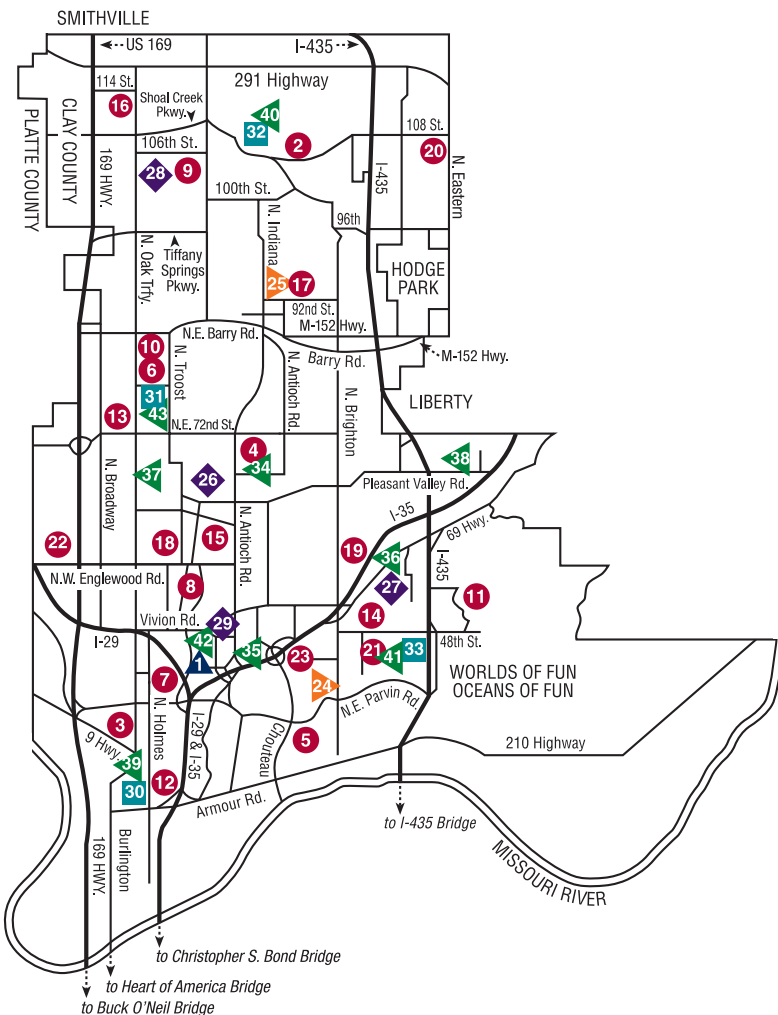 SMITHVILLE
US 169
I-435
114 St.
291 Highway
16
Shoal Creek
Pkwy.
40
32
108 St.
CLAY COUNTY
PLATTE COUNTY
106th St.
2
20
169 HWY.
28
9
I-435
N. Eastern
100th St.
96th
N. Oak Trfy.
Tiffany
Springs
Pkwy.
N. Indiana
25
17
HODGE
PARK
92nd St.
M-152 Hwy.
N.E. Barry Rd.
Barry Rd.
M-152 Hwy.
10
6
N. Troost
N. Antioch Rd.
N. Brighton
31
LIBERTY
13
43
N.E. 72nd St.
4
34
38
37
26
Pleasant Valley Rd.
N. Broadway
I-35
69 Hwy.
22
18
15
N. Antioch Rd.
19
36
I-435
N.W. Englewood Rd.
8
27
11
Vivion Rd.
29
14
I-29
42
35
48th St.
1
23
21
41
33
WORLDS OF FUN
OCEANS OF FUN
7
24
N.E. Parvin Rd.
3
N. Holmes
I-29 & I-35
Chouteau
5
210 Highway
9 Hwy.
39
30
12
Armour Rd.
to I-435 Bridge
169 HWY.
Burlington
MISSOURI RIVER
to Christopher S. Bond Bridge
to Heart of America Bridge
to Buck O'Neil Bridge